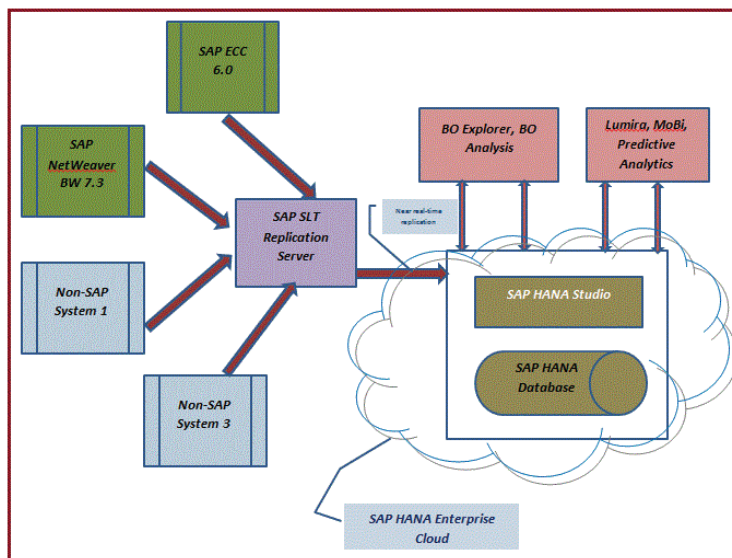 SAP ECC
6.0
SAP
NetWeaver
BW 7.3
BO Explorer, BO
Analysis
Lumira, MoBi,
Predictive
Analytics
SAP SLT
Replication
Server
Near real-time
replication
Non-SAP
System 1
SAP HANA Studio
SAP HANA
Database
Non-SAP
System 3
SAP HANA Enterprise
Cloud